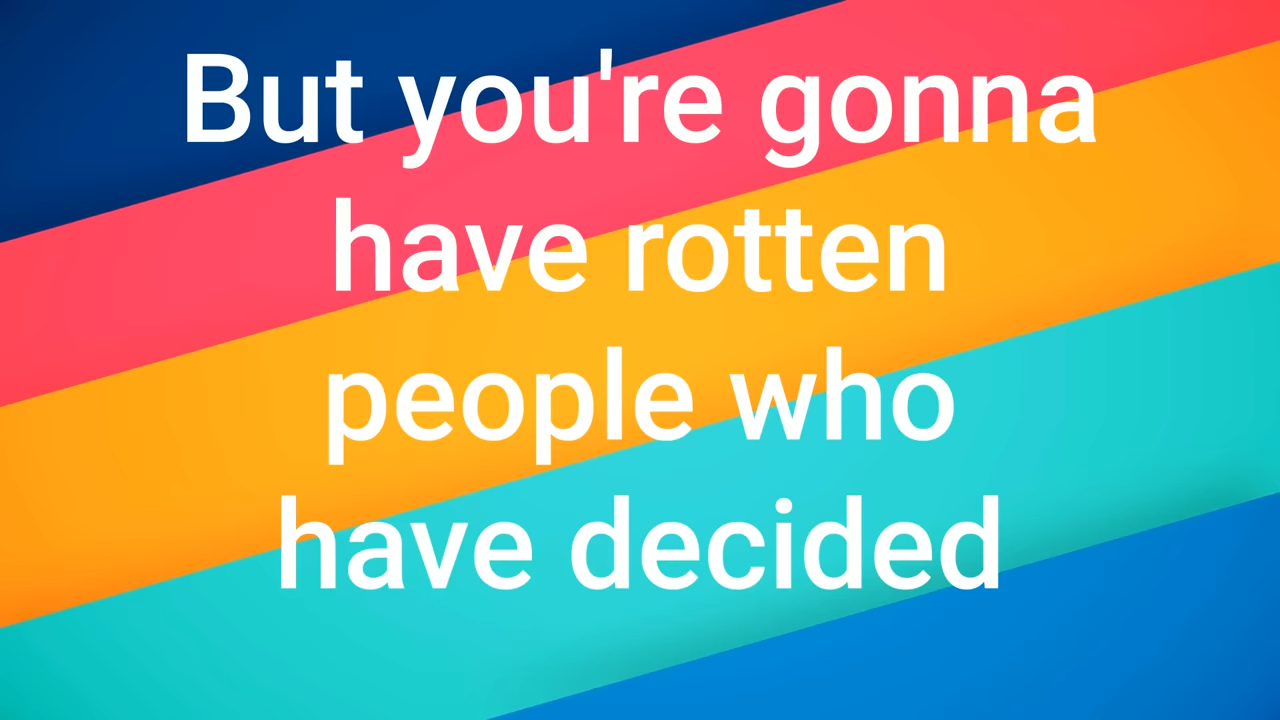 But you're gonna
have rotten
people who
have decided